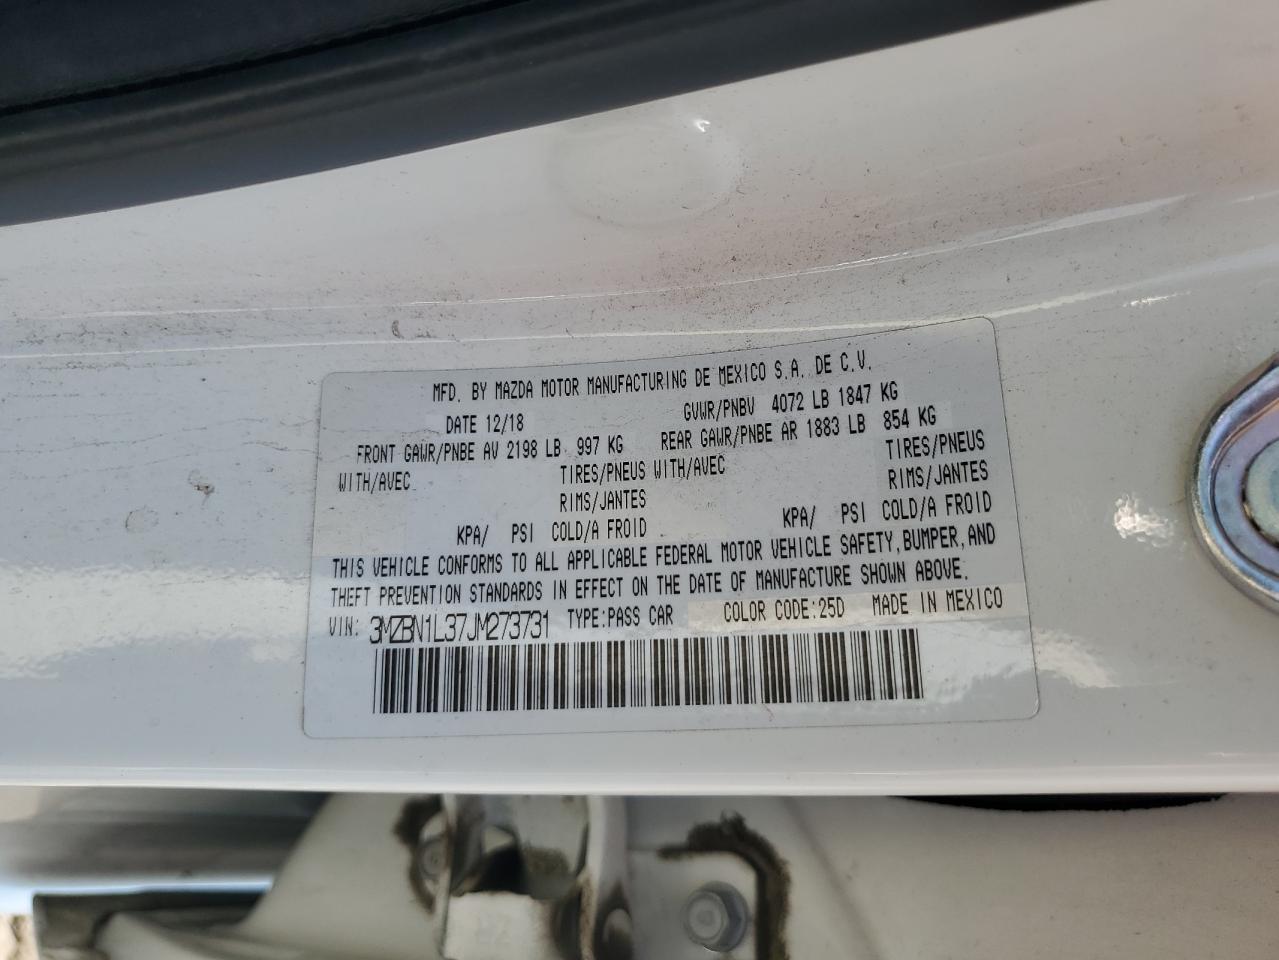 MFD. BY MAZDA MOTOR MANUFACTURING DE MEXICO S.A. DE C.V.
DATE 12/18 GVWR/PNBV 4072 LB 1847 KG
FRONT GAWR/PNBE AV 2198 LB 997 KG REAR GAWR/PNBE AR 1883 LB 854 KG
WITH/AVEC TIRES/PNEUS WITH/AVEC TIRES/PNEUS
RIMS/JANTES RIMS/JANTES
KPA/ PSI COLD/A FROID KPA/ PSI COLD/A FROID
THIS VEHICLE CONFORMS TO ALL APPLICABLE FEDERAL MOTOR VEHICLE SAFETY,BUMPER,AND
THEFT PREVENTION STANDARDS IN EFFECT ON THE DATE OF MANUFACTURE SHOWN ABOVE.
VIN: 3MZBN1L37JM273731 TYPE:PASS CAR COLOR CODE:25D MADE IN MEXICO